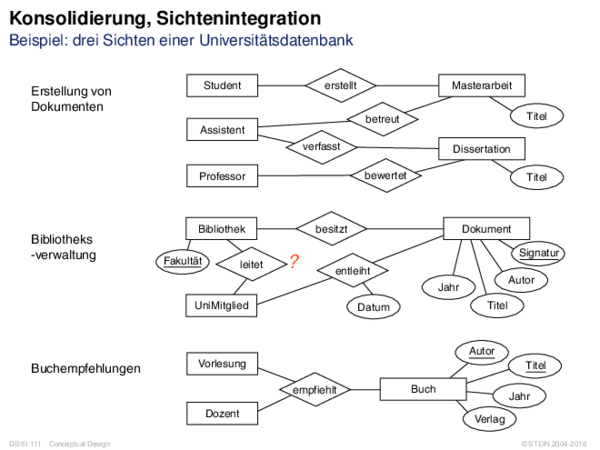 Konsolidierung, Sichtenintegration
Beispiel: drei Sichten einer Universitätsdatenbank
Erstellung von
Dokumenten
Student
erstellt
Masterarbeit
Titel
betreut
Assistent
verfasst
Dissertation
Titel
Professor
bewertet
Bibliotheks
-verwaltung
Bibliothek
besitzt
Dokument
Fakultät
leitet
?
entleiht
Signatur
Autor
Jahr
Titel
UniMitglied
Datum
Buchempfehlungen
Vorlesung
Dozent
empfiehlt
Buch
Autor
Titel
Jahr
Verlag
DB:III-111 Conceptual Design
© STEIN 2004-2018